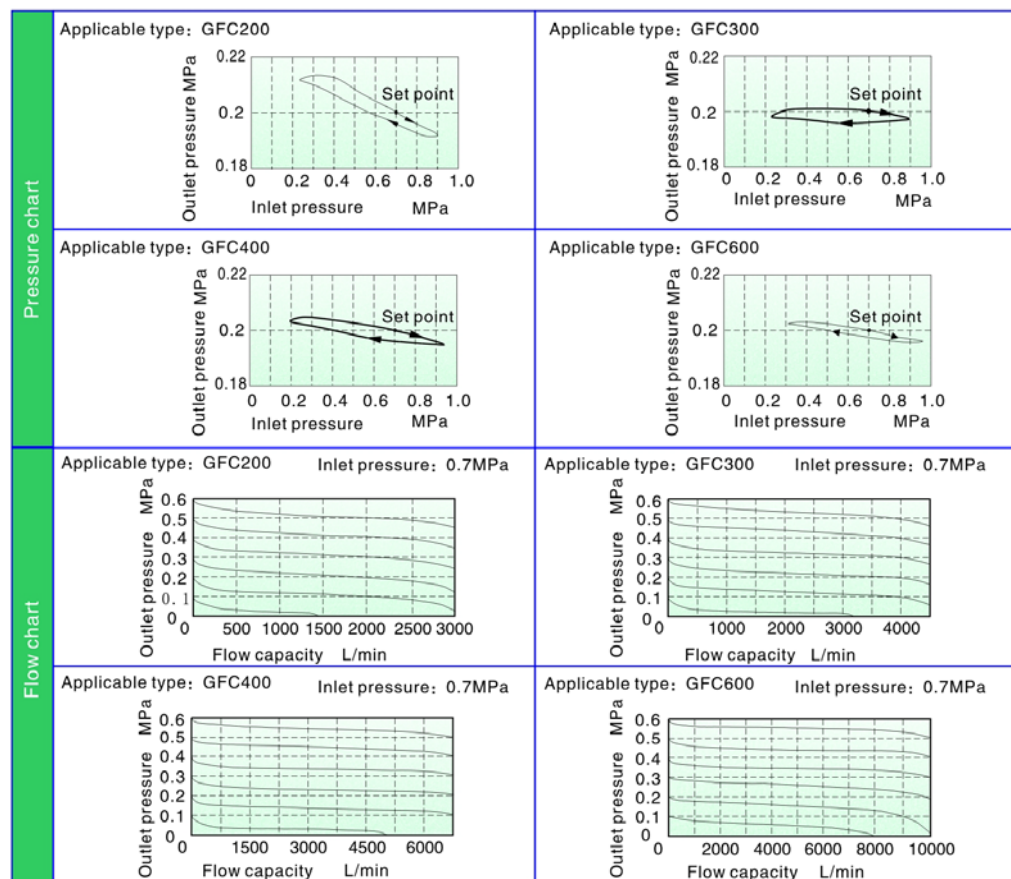 Pressure chart
Applicable type: GFC200
Outlet pressure MPa
0.22
0.2
0.18
Set point
0 0.2 0.4 0.6 0.8 1.0
Inlet pressure MPa
Applicable type: GFC300
Outlet pressure MPa
0.22
0.2
0.18
Set point
0 0.2 0.4 0.6 0.8 1.0
Inlet pressure MPa
Applicable type: GFC400
Outlet pressure MPa
0.22
0.2
0.18
Set point
0 0.2 0.4 0.6 0.8 1.0
Inlet pressure MPa
Applicable type: GFC600
Outlet pressure MPa
0.22
0.2
0.18
Set point
0 0.2 0.4 0.6 0.8 1.0
Inlet pressure MPa
Flow chart
Applicable type: GFC200 Inlet pressure: 0.7MPa
Outlet pressure MPa
0.6
0.5
0.4
0.3
0.2
0.1
0
0 500 1000 1500 2000 2500 3000
Flow capacity L/min
Applicable type: GFC300 Inlet pressure: 0.7MPa
Outlet pressure MPa
0.6
0.5
0.4
0.3
0.2
0.1
0
0 1000 2000 3000 4000
Flow capacity L/min
Applicable type: GFC400 Inlet pressure: 0.7MPa
Outlet pressure MPa
0.6
0.5
0.4
0.3
0.2
0.1
0
0 1500 3000 4500 6000
Flow capacity L/min
Applicable type: GFC600 Inlet pressure: 0.7MPa
Outlet pressure MPa
0.6
0.5
0.4
0.3
0.2
0.1
0
0 2000 4000 6000 8000 10000
Flow capacity L/min